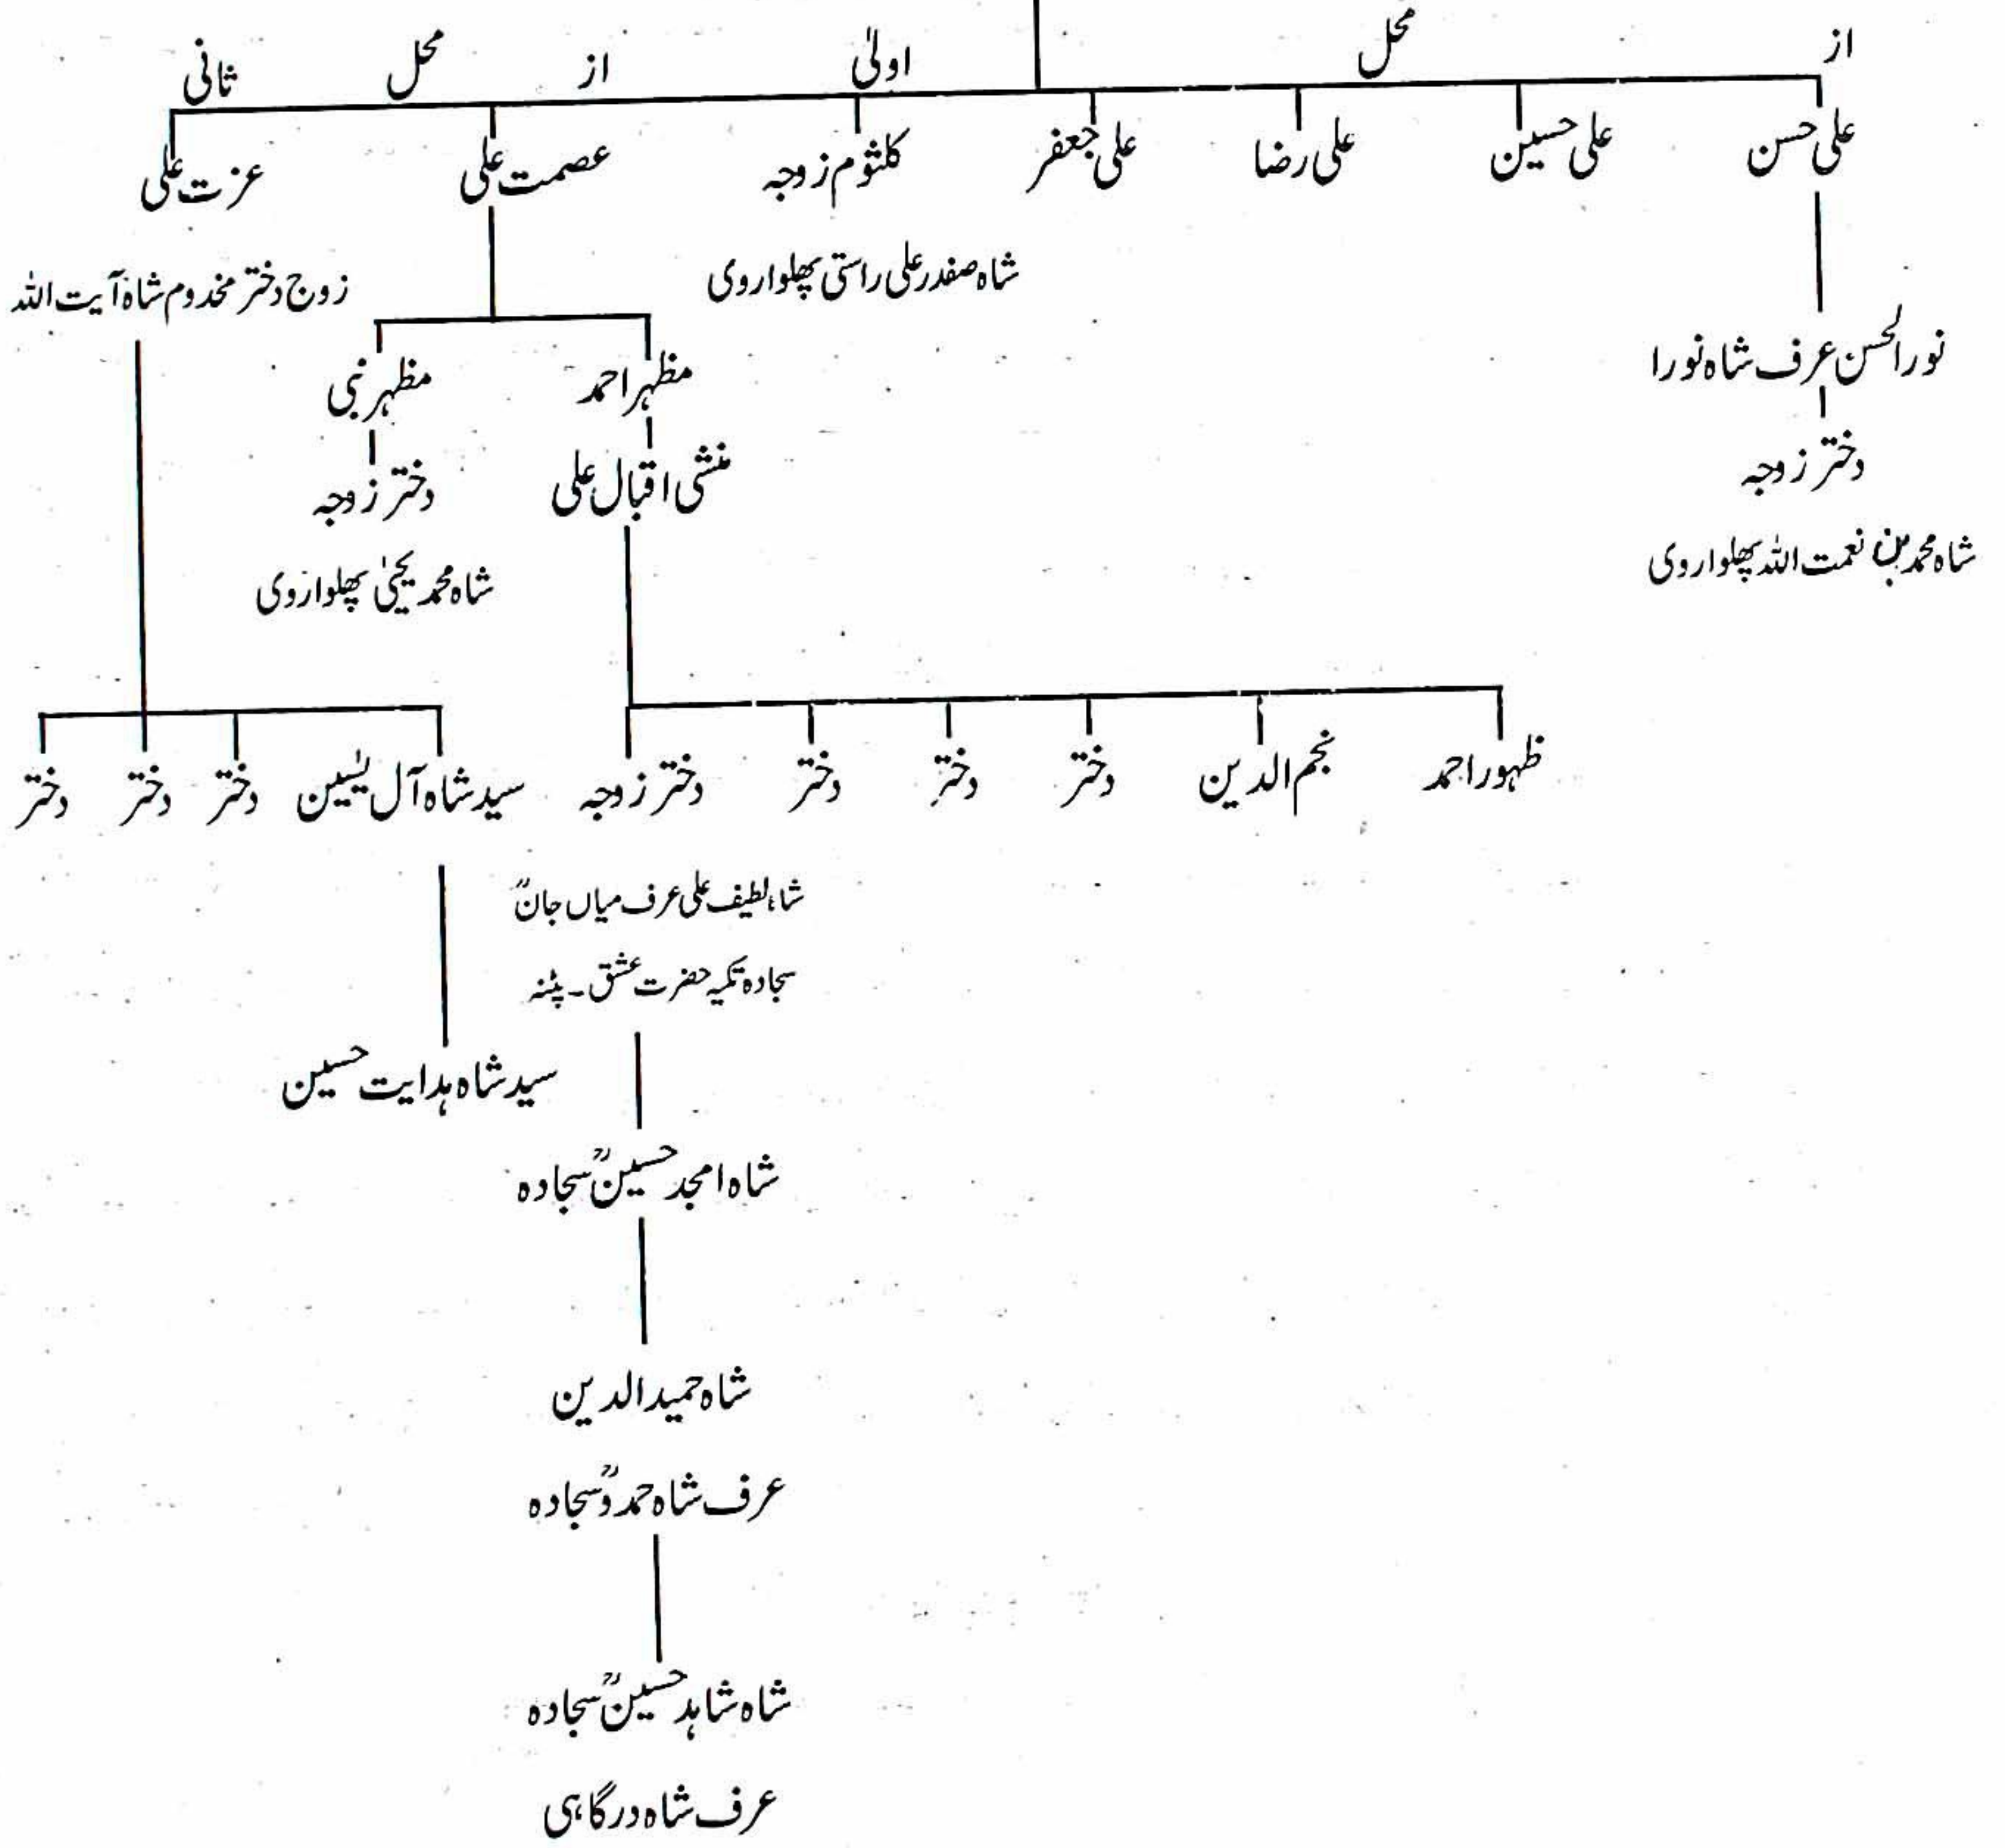 از محل اولیٰ از محل ثانی
علی حسن علی حسین علی رضا علی جعفر کلثوم زوجہ عصمت علی عزت علی
شاہ صفدر علی راستی پھلواروی زوج دختر مخدوم شاہ آیت اللہ
نور الحسن عرف شاہ نورا مظہر احمد مظہر نبی
دختر زوجہ منشی اقبال علی دختر زوجہ
شاہ محمد بن نعمت اللہ پھلواروی شاہ محمد یحییٰ پھلواروی
ظہور احمد نجم الدین دختر دختر دختر دختر زوجہ سید شاہ آل یٰسین دختر دختر دختر
شاہ لطیف علی عرف میاں جانؒ
سجادہ تکیہ حضرت عشق ۔ پٹنہ
سید شاہ ہدایت حسین
شاہ امجد حسینؒ سجادہ
شاہ حمید الدین
عرف شاہ حمدوؒ سجادہ
شاہ شاہد حسینؒ سجادہ
عرف شاہ درگاہی